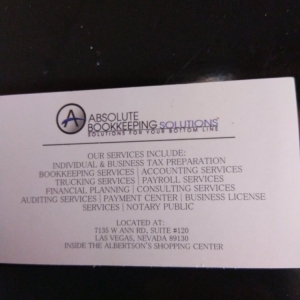 A
ABSOLUTE
BOOKKEEPING SOLUTIONS
SOLUTIONS FOR YOUR BOTTOM LINE
OUR SERVICES INCLUDE:
INDIVIDUAL & BUSINESS TAX PREPARATION
BOOKKEEPING SERVICES | ACCOUNTING SERVICES
TRUCKING SERVICES | PAYROLL SERVICES
FINANCIAL PLANNING | CONSULTING SERVICES
AUDITING SERVICES | PAYMENT CENTER | BUSINESS LICENSE
SERVICES | NOTARY PUBLIC
LOCATED AT:
7135 W ANN RD, SUITE #120
LAS VEGAS, NEVADA 89130
INSIDE THE ALBERTSON'S SHOPPING CENTER